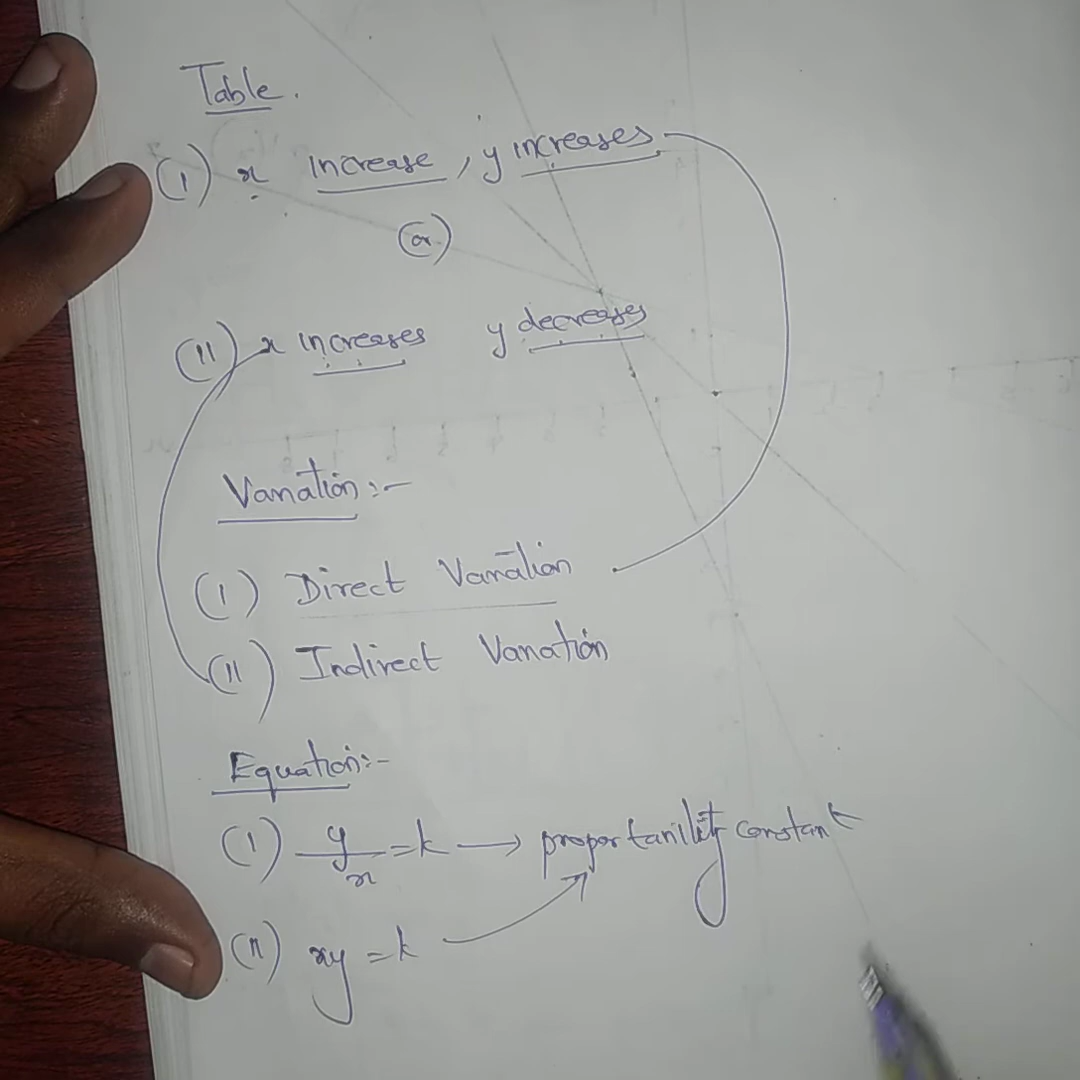 Table.
(I) x increase, y increases
(or)
(II) x increases y decreases
Variation:-
(I) Direct Variation
(II) Indirect Variation
Equation:-
(I) y/x = k → proportanility constant
(II) xy = k